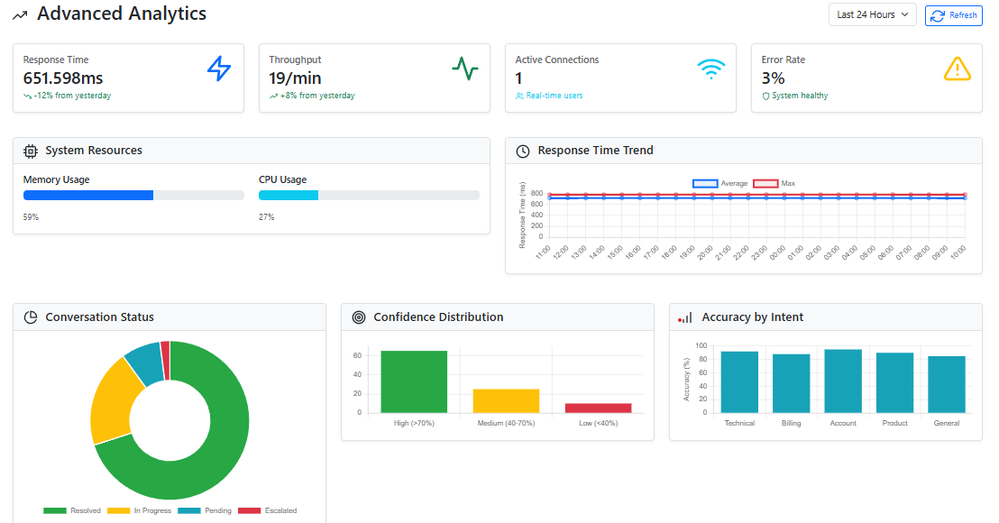 Advanced Analytics
Last 24 Hours
Refresh
Response Time
651.598ms
-12% from yesterday
Throughput
19/min
+8% from yesterday
Active Connections
1
Real-time users
Error Rate
3%
System healthy
System Resources
Memory Usage
59%
CPU Usage
27%
Response Time Trend
Average Max
Response Time (ms)
800
600
400
200
0
11:00 12:00 13:00 14:00 15:00 16:00 17:00 18:00 19:00 20:00 21:00 22:00 23:00 00:00 01:00 02:00 03:00 04:00 05:00 06:00 07:00 08:00 09:00 10:00
Conversation Status
Resolved In Progress Pending Escalated
Confidence Distribution
60
40
20
0
High (>70%) Medium (40-70%) Low (<40%)
Accuracy by Intent
Accuracy (%)
100
80
60
40
20
0
Technical Billing Account Product General